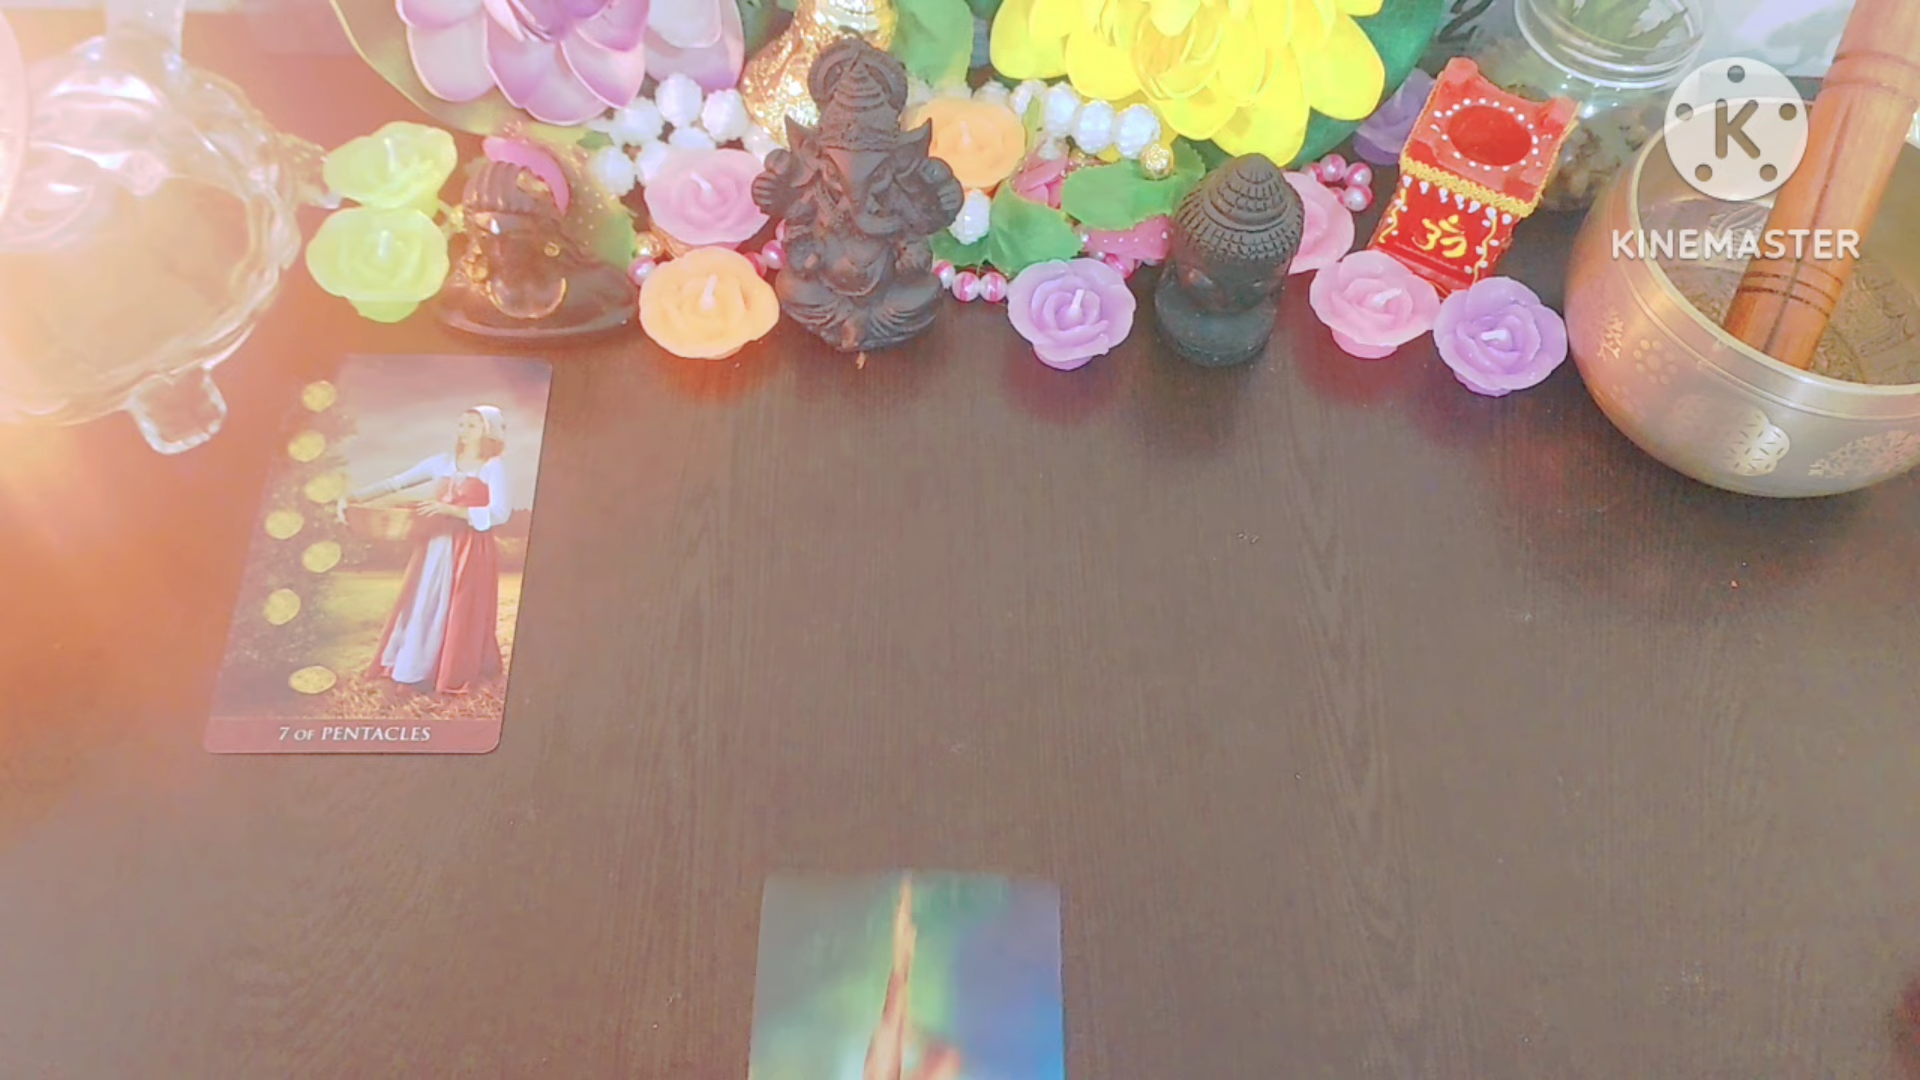 K
KINEMASTER
ॐ
7 OF PENTACLES